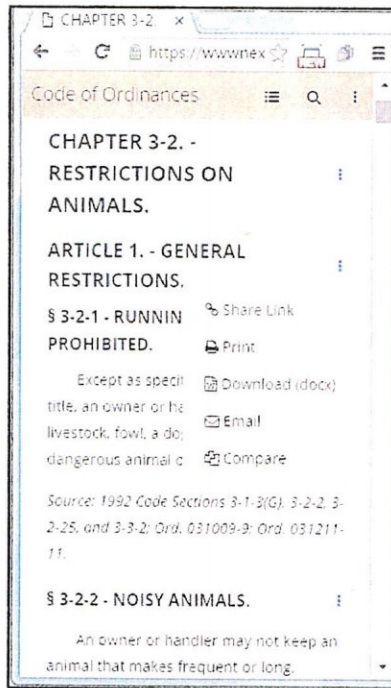 CHAPTER 3-2.
https://wwwnex
Code of Ordinances
CHAPTER 3-2. -
RESTRICTIONS ON
ANIMALS.
ARTICLE 1. - GENERAL
RESTRICTIONS.
§ 3-2-1 - RUNNIN
PROHIBITED.
Share Link
Print
Download (docx)
Email
Compare
Except as specif
title, an owner or ha
livestock, fowl, a do
dangerous animal o
Source: 1992 Code Sections 3-1-3(G), 3-2-2, 3-
2-25, and 3-3-2; Ord. 031009-9; Ord. 031211-
11.
§ 3-2-2 - NOISY ANIMALS.
An owner or handler may not keep an
animal that makes frequent or long,